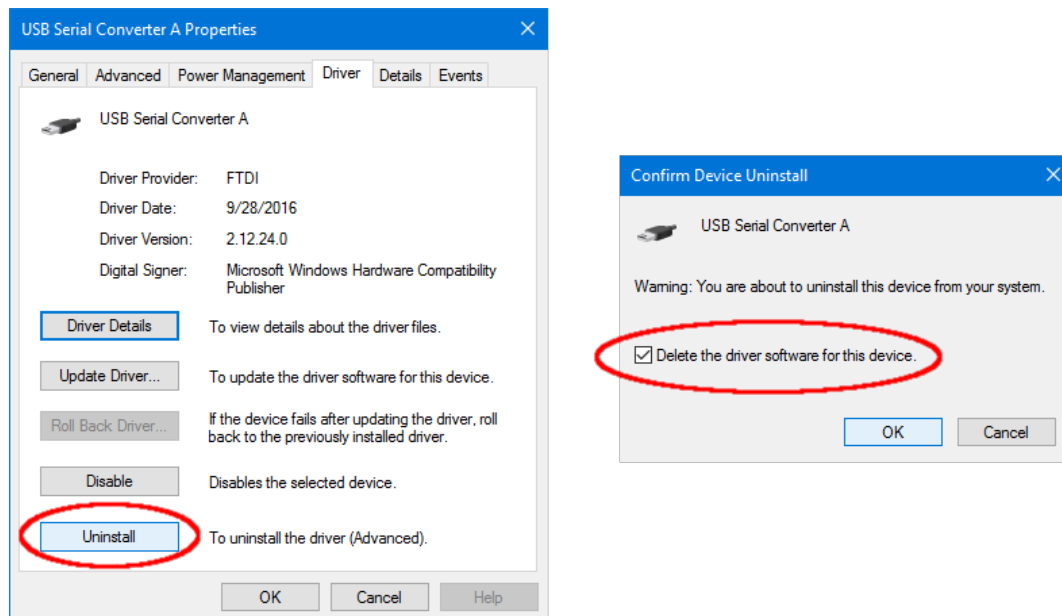 USB Serial Converter A Properties
General Advanced Power Management Driver Details Events
USB Serial Converter A
Driver Provider: FTDI
Driver Date: 9/28/2016
Driver Version: 2.12.24.0
Digital Signer: Microsoft Windows Hardware Compatibility
Publisher
Driver Details To view details about the driver files.
Update Driver... To update the driver software for this device.
Roll Back Driver... If the device fails after updating the driver, roll
back to the previously installed driver.
Disable Disables the selected device.
Uninstall To uninstall the driver (Advanced).
OK Cancel Help
Confirm Device Uninstall
USB Serial Converter A
Warning: You are about to uninstall this device from your system.
Delete the driver software for this device.
OK Cancel